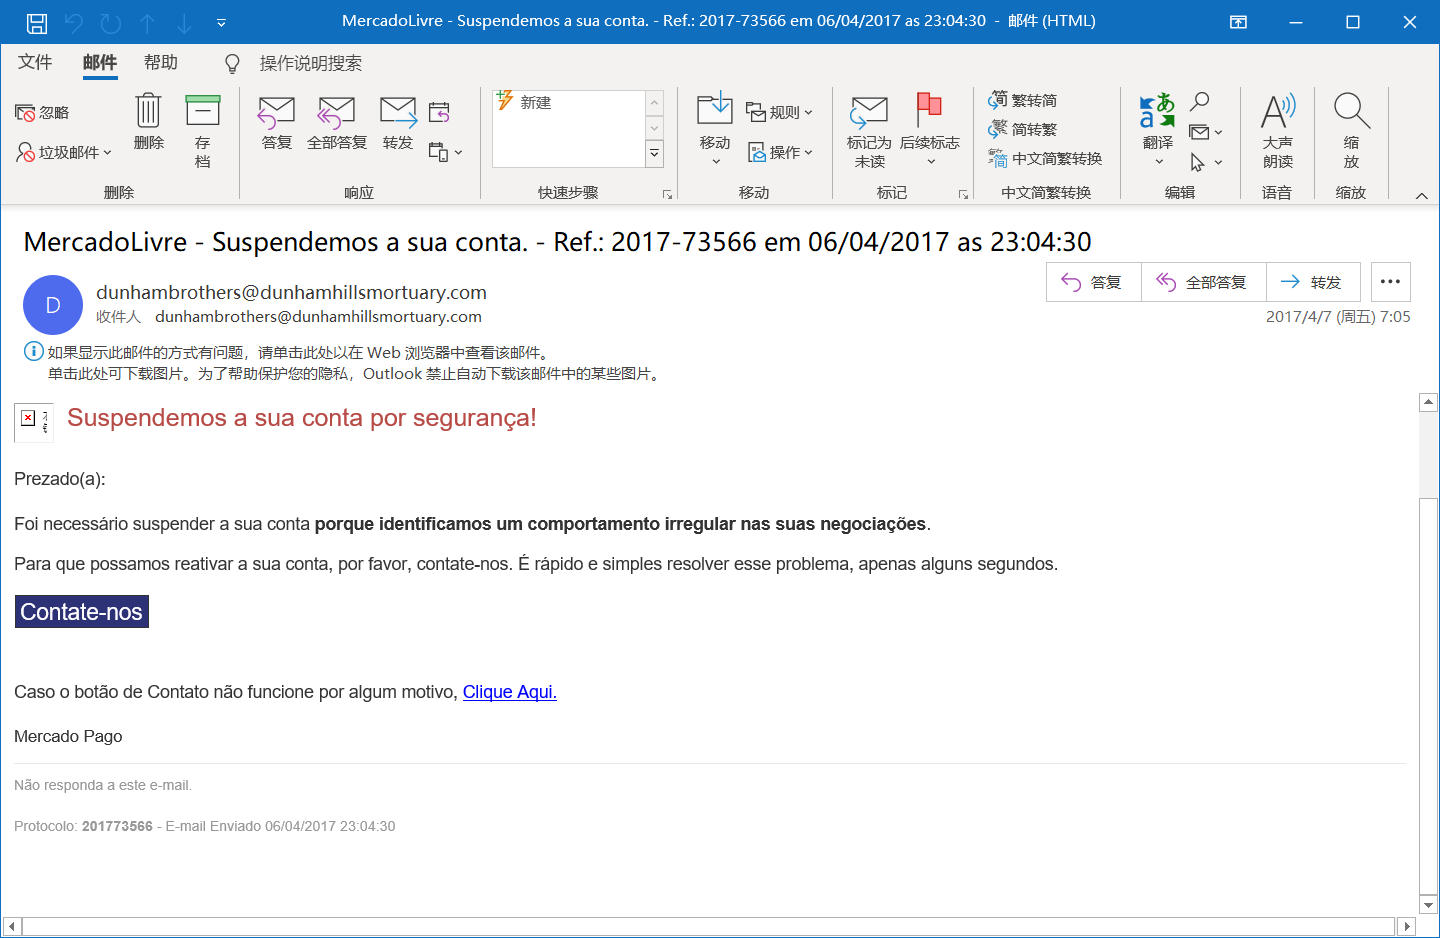 MercadoLivre - Suspendemos a sua conta. - Ref.: 2017-73566 em 06/04/2017 as 23:04:30 - 邮件 (HTML)
文件 邮件 帮助 操作说明搜索
忽略
垃圾邮件
删除
存档
删除
答复
全部答复
转发
响应
新建
快速步骤
移动
规则
操作
移动
标记为未读
后续标志
标记
繁转简
简转繁
中文简繁转换
中文简繁转换
翻译
编辑
大声朗读
语音
缩放
缩放
MercadoLivre - Suspendemos a sua conta. - Ref.: 2017-73566 em 06/04/2017 as 23:04:30
D
dunhambrothers@dunhamhillsmortuary.com
收件人 dunhambrothers@dunhamhillsmortuary.com
答复 全部答复 转发
2017/4/7 (周五) 7:05
如果显示此邮件的方式有问题，请单击此处以在 Web 浏览器中查看该邮件。
单击此处可下载图片。为了帮助保护您的隐私，Outlook 禁止自动下载该邮件中的某些图片。
Suspendemos a sua conta por segurança!
Prezado(a):
Foi necessário suspender a sua conta porque identificamos um comportamento irregular nas suas negociações.
Para que possamos reativar a sua conta, por favor, contate-nos. É rápido e simples resolver esse problema, apenas alguns segundos.
Contate-nos
Caso o botão de Contato não funcione por algum motivo, Clique Aqui.
Mercado Pago
Não responda a este e-mail.
Protocolo: 201773566 - E-mail Enviado 06/04/2017 23:04:30